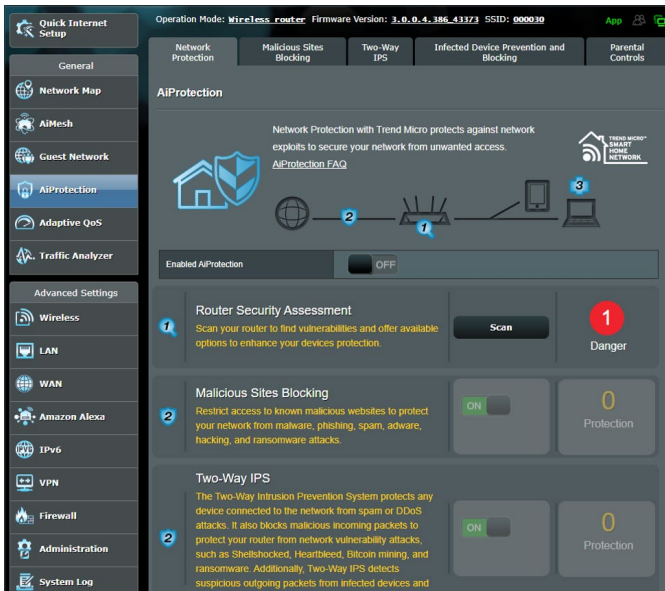 Quick Internet
Setup
Operation Mode: Wireless router Firmware Version: 3.0.0.4.386_43373 SSID: 000030
App
General
Network Map
AiMesh
Guest Network
AiProtection
Adaptive QoS
Traffic Analyzer
Advanced Settings
Wireless
LAN
WAN
Amazon Alexa
IPv6
VPN
Firewall
Administration
System Log
Network
Protection
Malicious Sites
Blocking
Two-Way
IPS
Infected Device Prevention and
Blocking
Parental
Controls
AiProtection
Network Protection with Trend Micro protects against network
exploits to secure your network from unwanted access.
AiProtection FAQ
TREND MICRO™
SMART
HOME
NETWORK
3
2
1
Enabled AiProtection
OFF
1
Router Security Assessment
Scan your router to find vulnerabilities and offer available
options to enhance your devices protection.
Scan
1
Danger
2
Malicious Sites Blocking
Restrict access to known malicious websites to protect
your network from malware, phishing, spam, adware,
hacking, and ransomware attacks.
ON
0
Protection
2
Two-Way IPS
The Two-Way Intrusion Prevention System protects any
device connected to the network from spam or DDoS
attacks. It also blocks malicious incoming packets to
protect your router from network vulnerability attacks,
such as Shellshocked, Heartbleed, Bitcoin mining, and
ransomware. Additionally, Two-Way IPS detects
suspicious outgoing packets from infected devices and
ON
0
Protection